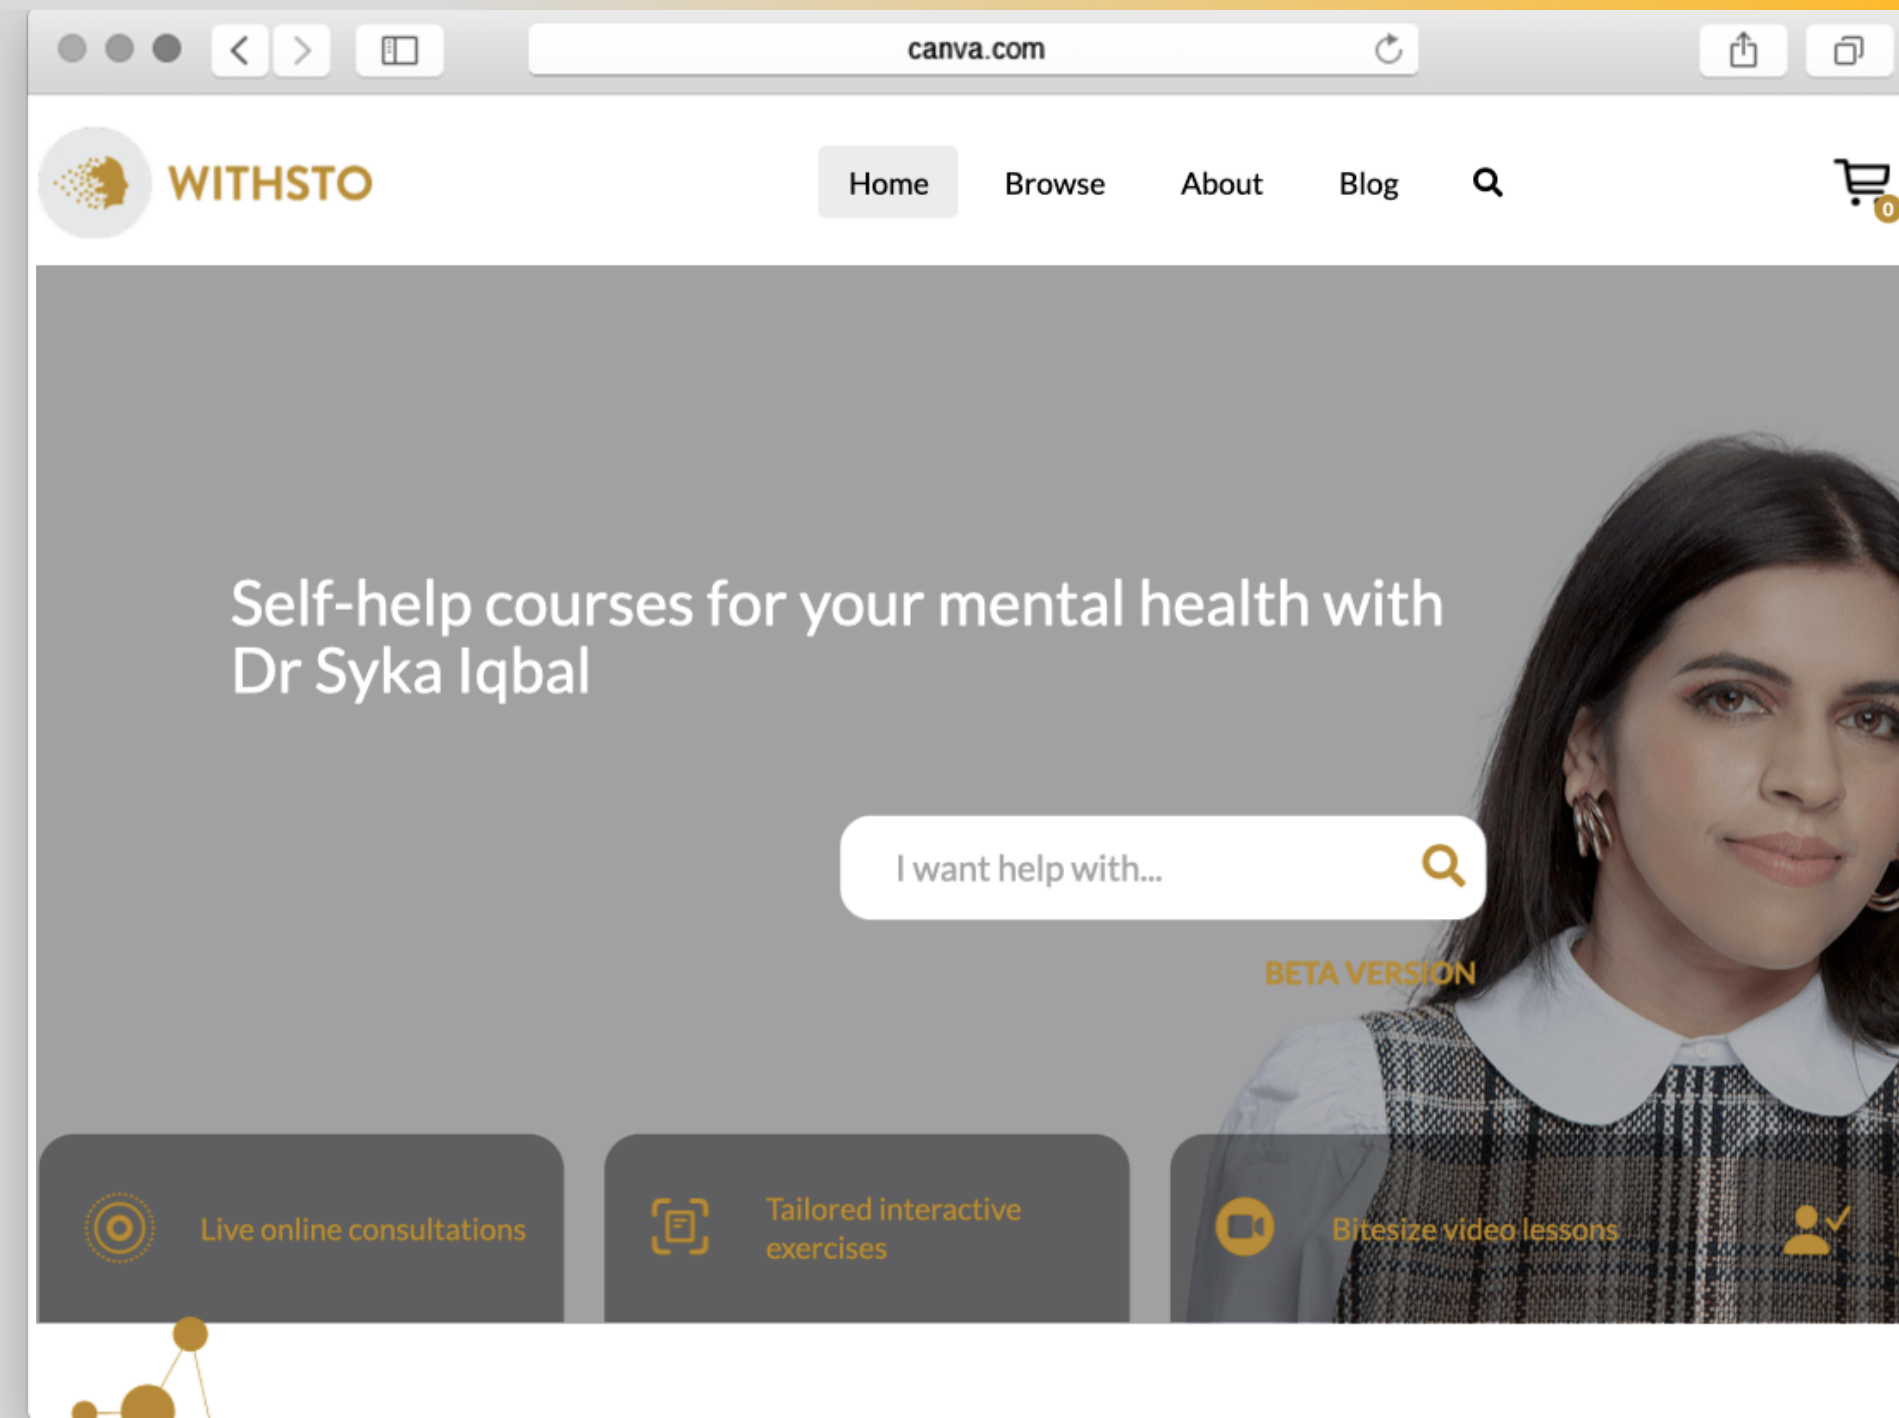 canva.com
WITHSTO
Home
Browse
About
Blog
0
Self-help courses for your mental health with
Dr Syka Iqbal
I want help with...
BETA VERSION
Live online consultations
Tailored interactive
exercises
Bitesize video lessons